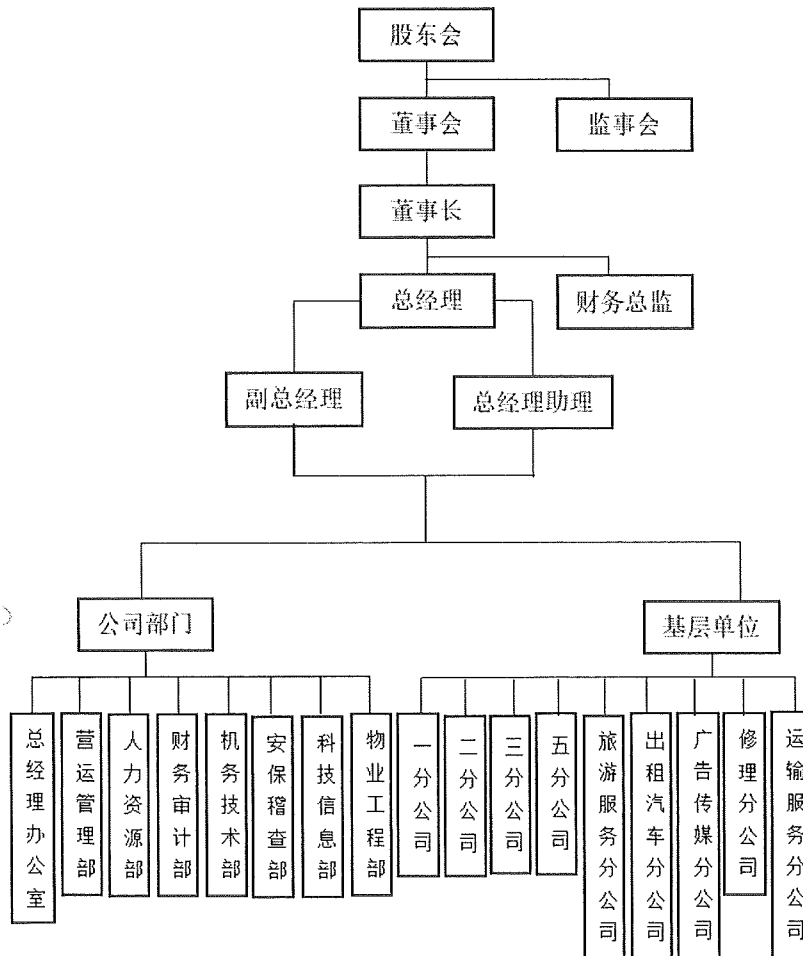 股东会
董事会
监事会
董事长
总经理
财务总监
副总经理
总经理助理
公司部门
基层单位
总经理办公室
营运管理部
人力资源部
财务审计部
机务技术部
安保稽查部
科技信息部
物业工程部
一分公司
二分公司
三分公司
五分公司
旅游服务分公司
出租汽车分公司
广告传媒分公司
修理分公司
运输服务分公司